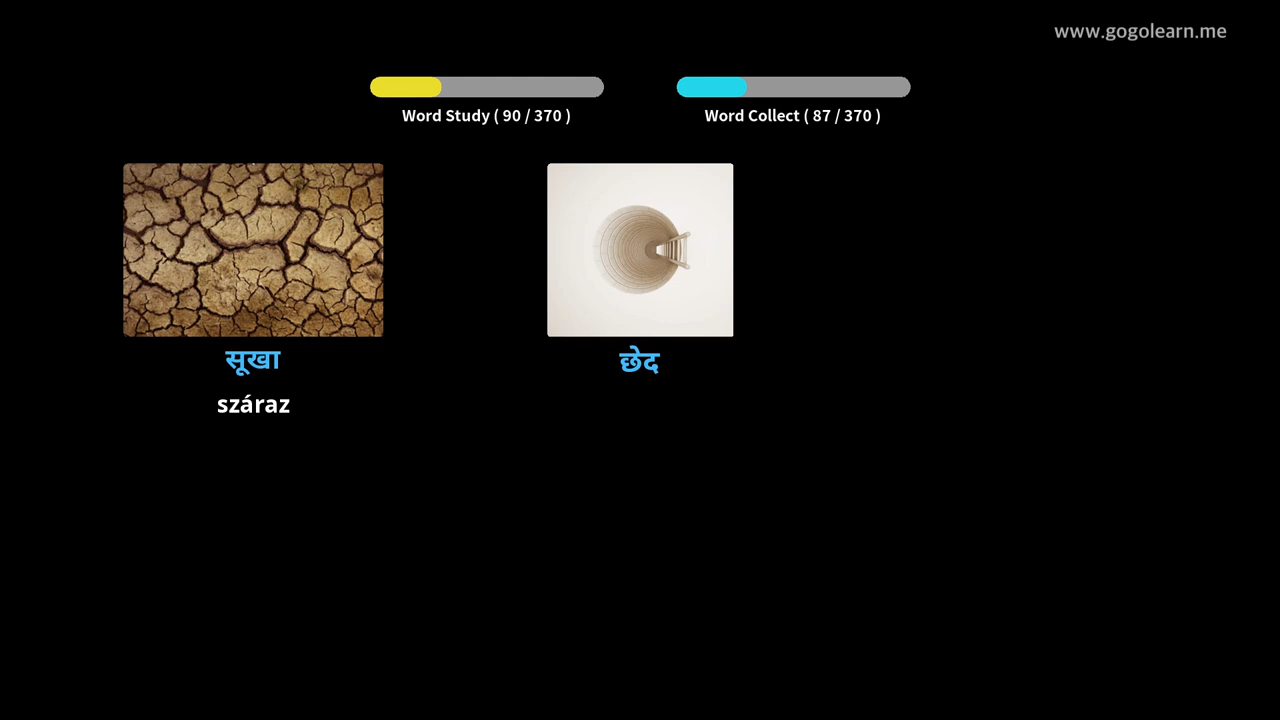 www.gogolearn.me
Word Study ( 90 / 370 )
Word Collect ( 87 / 370 )
सूखा
छेद
száraz